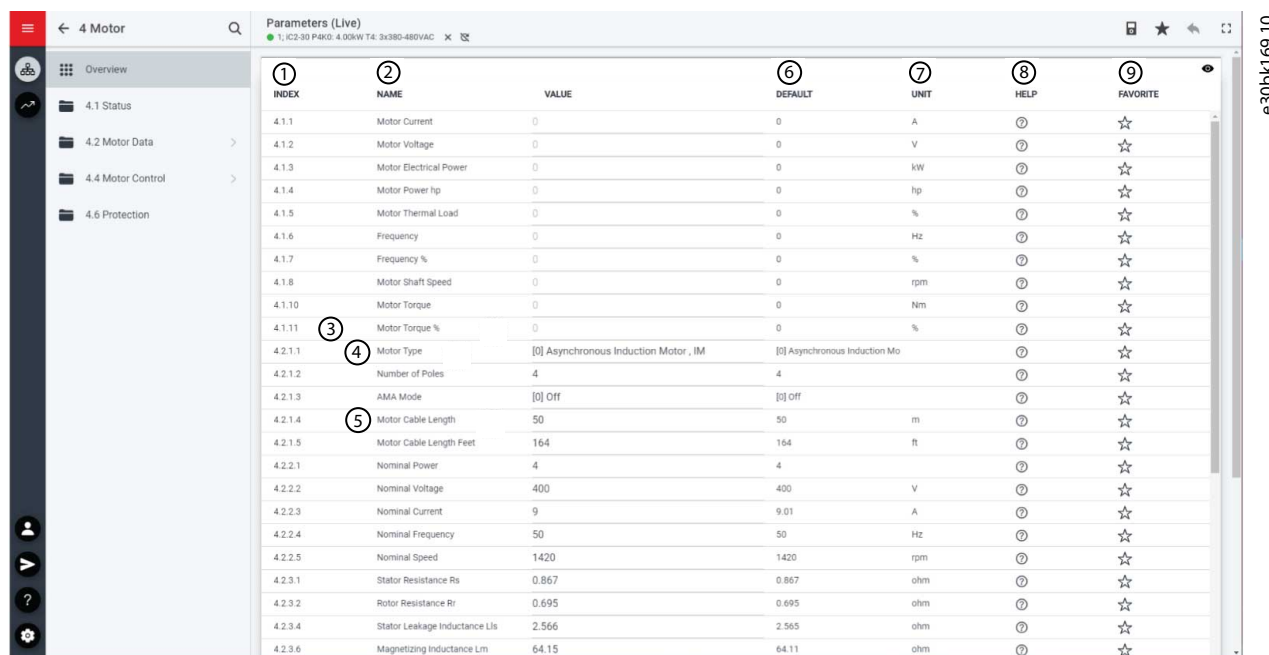 4 Motor
Parameters (Live)
1; iC2-30 P4K0: 4.00kW T4: 3x380-480VAC
Overview
4.1 Status
4.2 Motor Data
4.4 Motor Control
4.6 Protection
1 2 6 7 8 9
INDEX NAME VALUE DEFAULT UNIT HELP FAVORITE
4.1.1 Motor Current 0 0 A ?
4.1.2 Motor Voltage 0 0 V ?
4.1.3 Motor Electrical Power 0 0 kW ?
4.1.4 Motor Power hp 0 0 hp ?
4.1.5 Motor Thermal Load 0 0 % ?
4.1.6 Frequency 0 0 Hz ?
4.1.7 Frequency % 0 0 % ?
4.1.8 Motor Shaft Speed 0 0 rpm ?
4.1.10 Motor Torque 0 0 Nm ?
4.1.11 3 Motor Torque % 0 0 % ?
4.2.1.1 4 Motor Type [0] Asynchronous Induction Motor , IM [0] Asynchronous Induction Mo ?
4.2.1.2 Number of Poles 4 4 ?
4.2.1.3 AMA Mode [0] Off [0] Off ?
4.2.1.4 5 Motor Cable Length 50 50 m ?
4.2.1.5 Motor Cable Length Feet 164 164 ft ?
4.2.2.1 Nominal Power 4 4 ?
4.2.2.2 Nominal Voltage 400 400 V ?
4.2.2.3 Nominal Current 9 9.01 A ?
4.2.2.4 Nominal Frequency 50 50 Hz ?
4.2.2.5 Nominal Speed 1420 1420 rpm ?
4.2.3.1 Stator Resistance Rs 0.867 0.867 ohm ?
4.2.3.2 Rotor Resistance Rr 0.695 0.695 ohm ?
4.2.3.4 Stator Leakage Inductance Lls 2.566 2.565 ohm ?
4.2.3.6 Magnetizing Inductance Lm 64.15 64.11 ohm ?
?
e30bk169.10